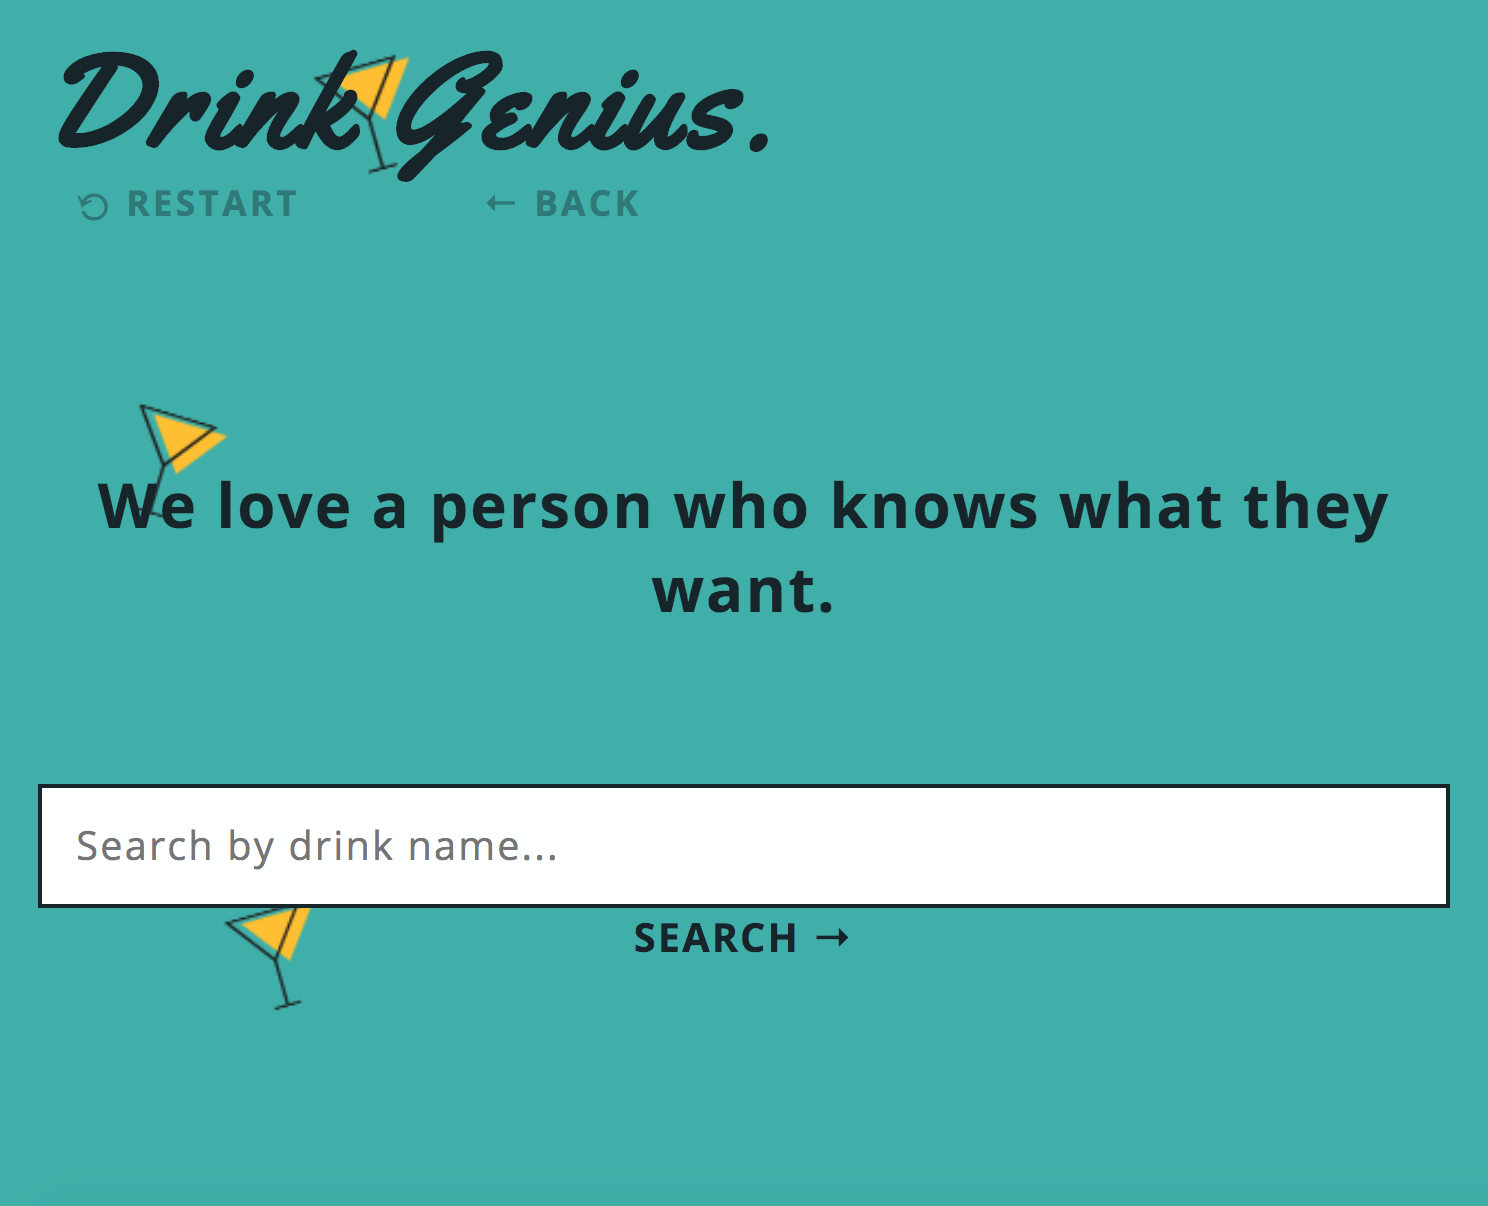 Drink Genius.
RESTART ← BACK
We love a person who knows what they
want.
Search by drink name...
SEARCH →